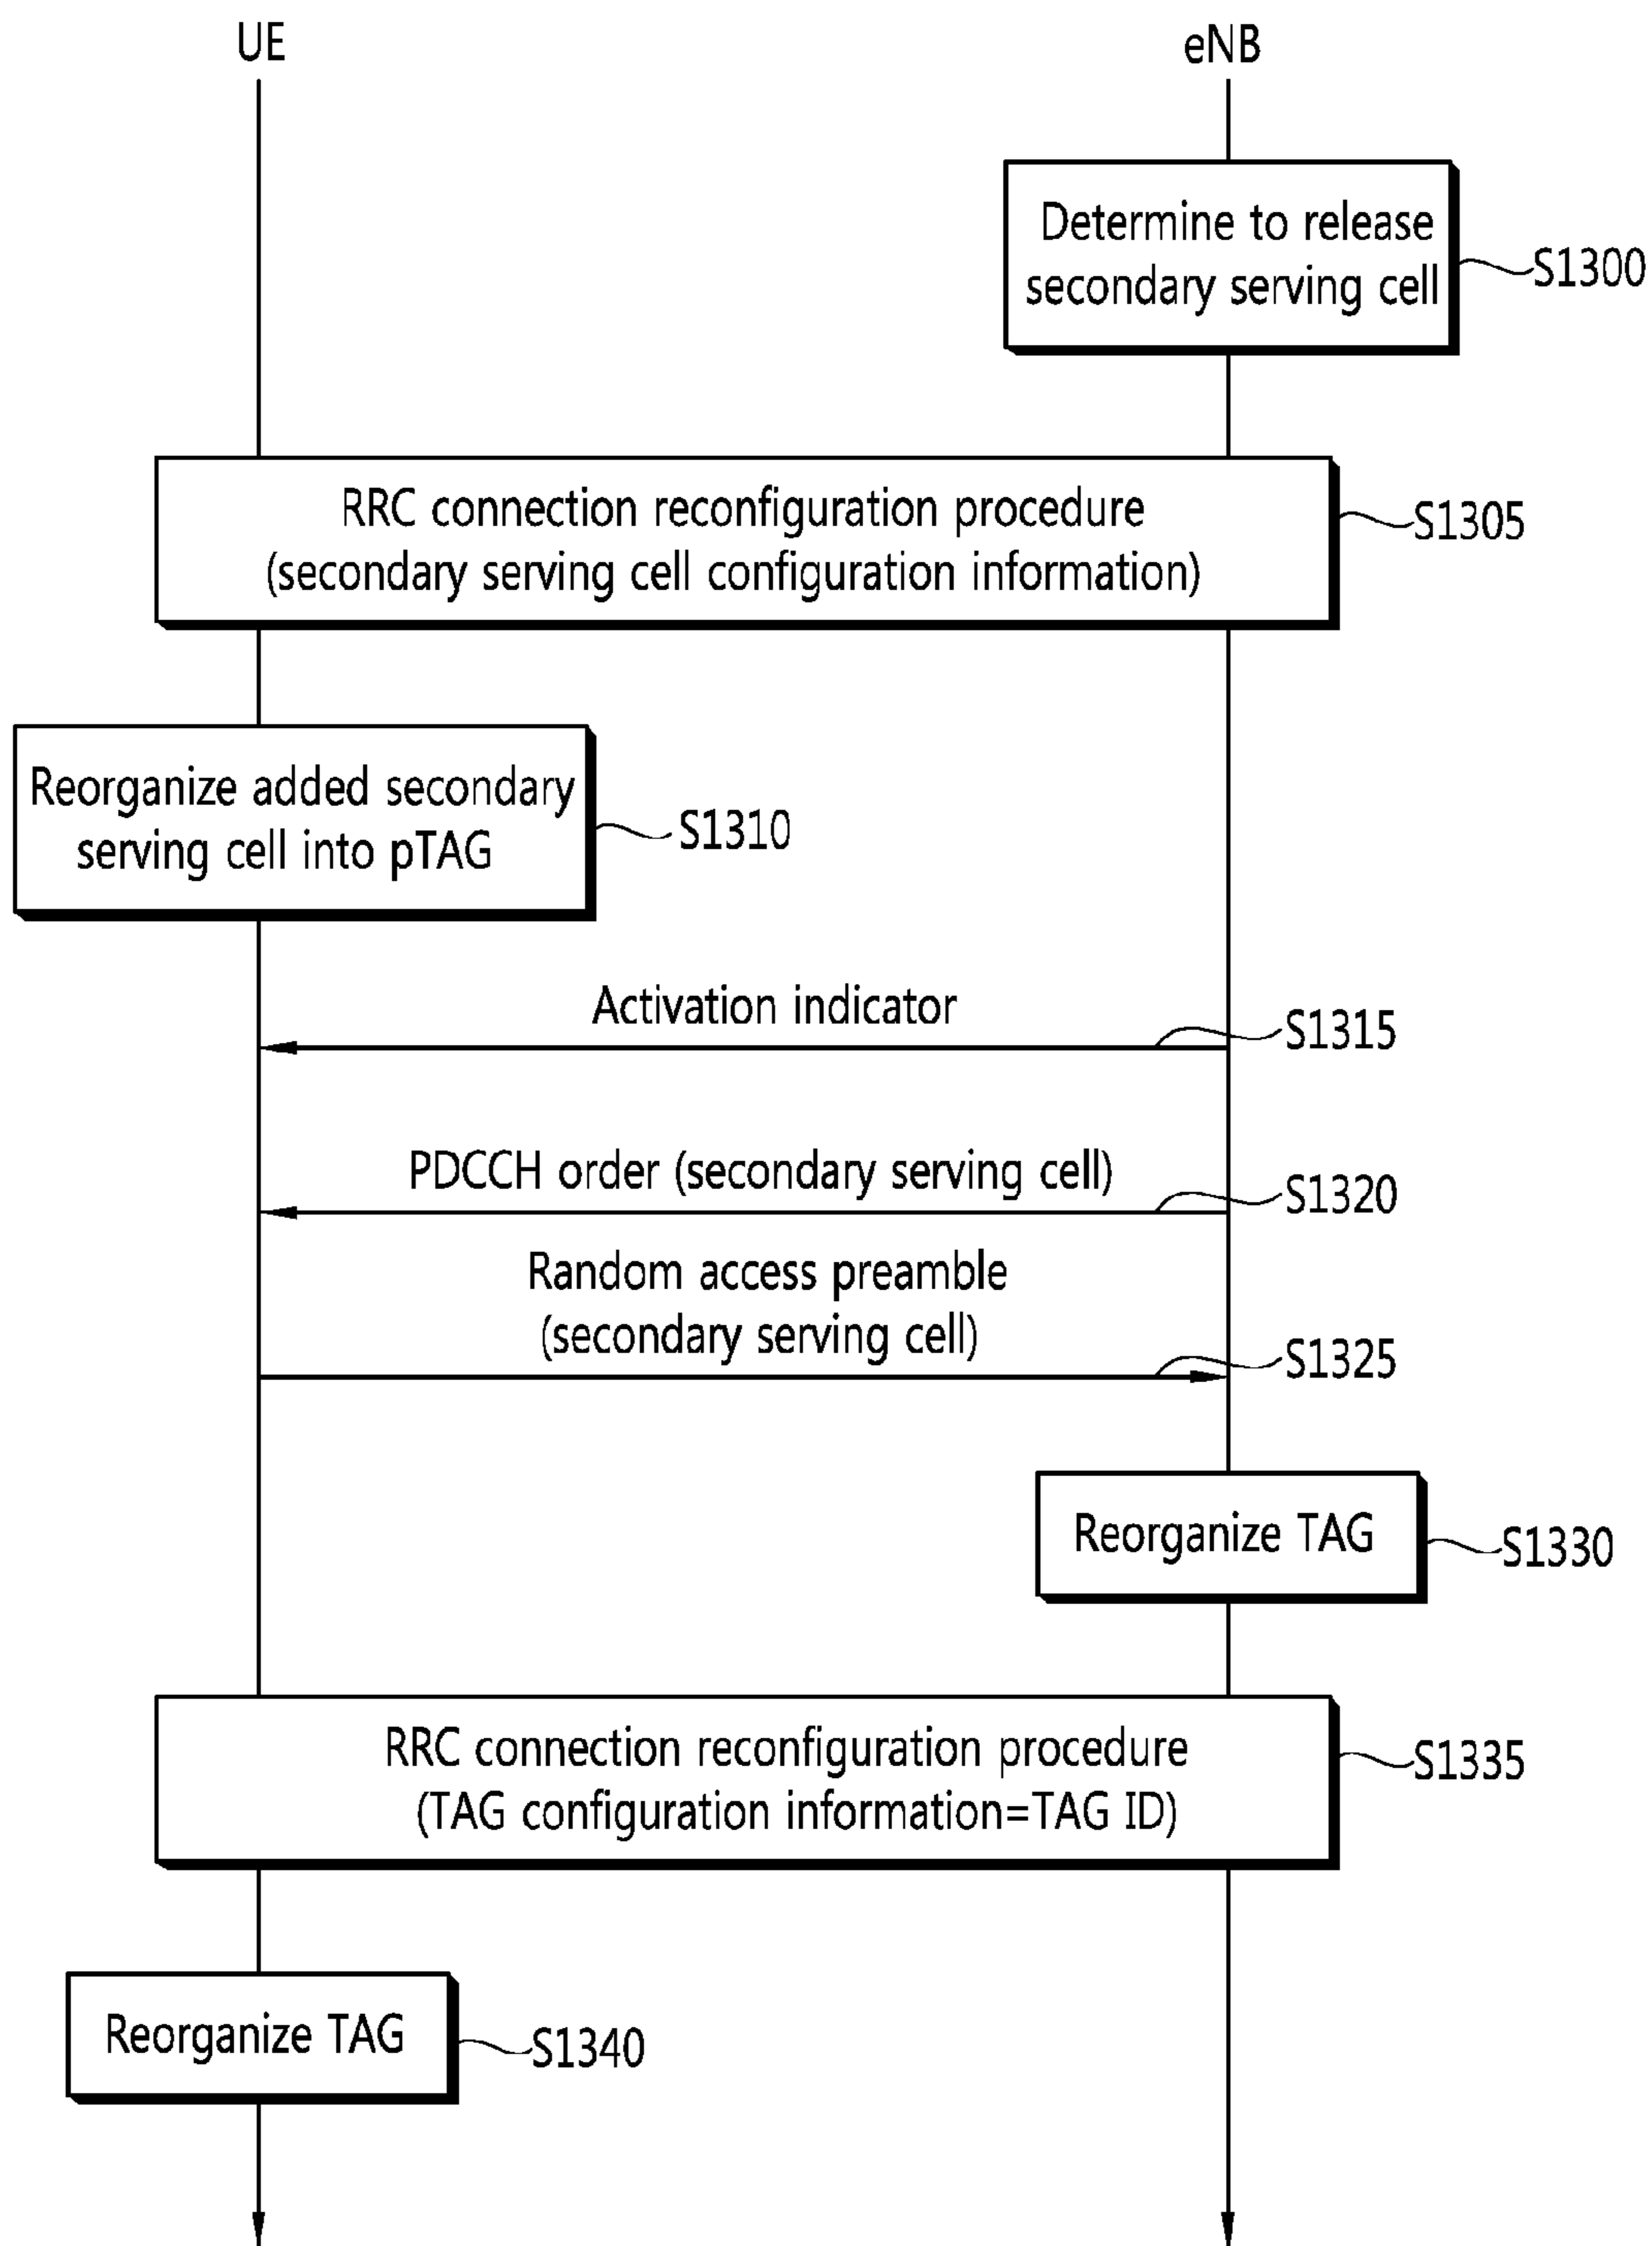 UE
eNB
Determine to release
secondary serving cell
S1300
RRC connection reconfiguration procedure
(secondary serving cell configuration information)
S1305
Reorganize added secondary
serving cell into pTAG
S1310
Activation indicator
S1315
PDCCH order (secondary serving cell)
S1320
Random access preamble
(secondary serving cell)
S1325
Reorganize TAG
S1330
RRC connection reconfiguration procedure
(TAG configuration information=TAG ID)
S1335
Reorganize TAG
S1340